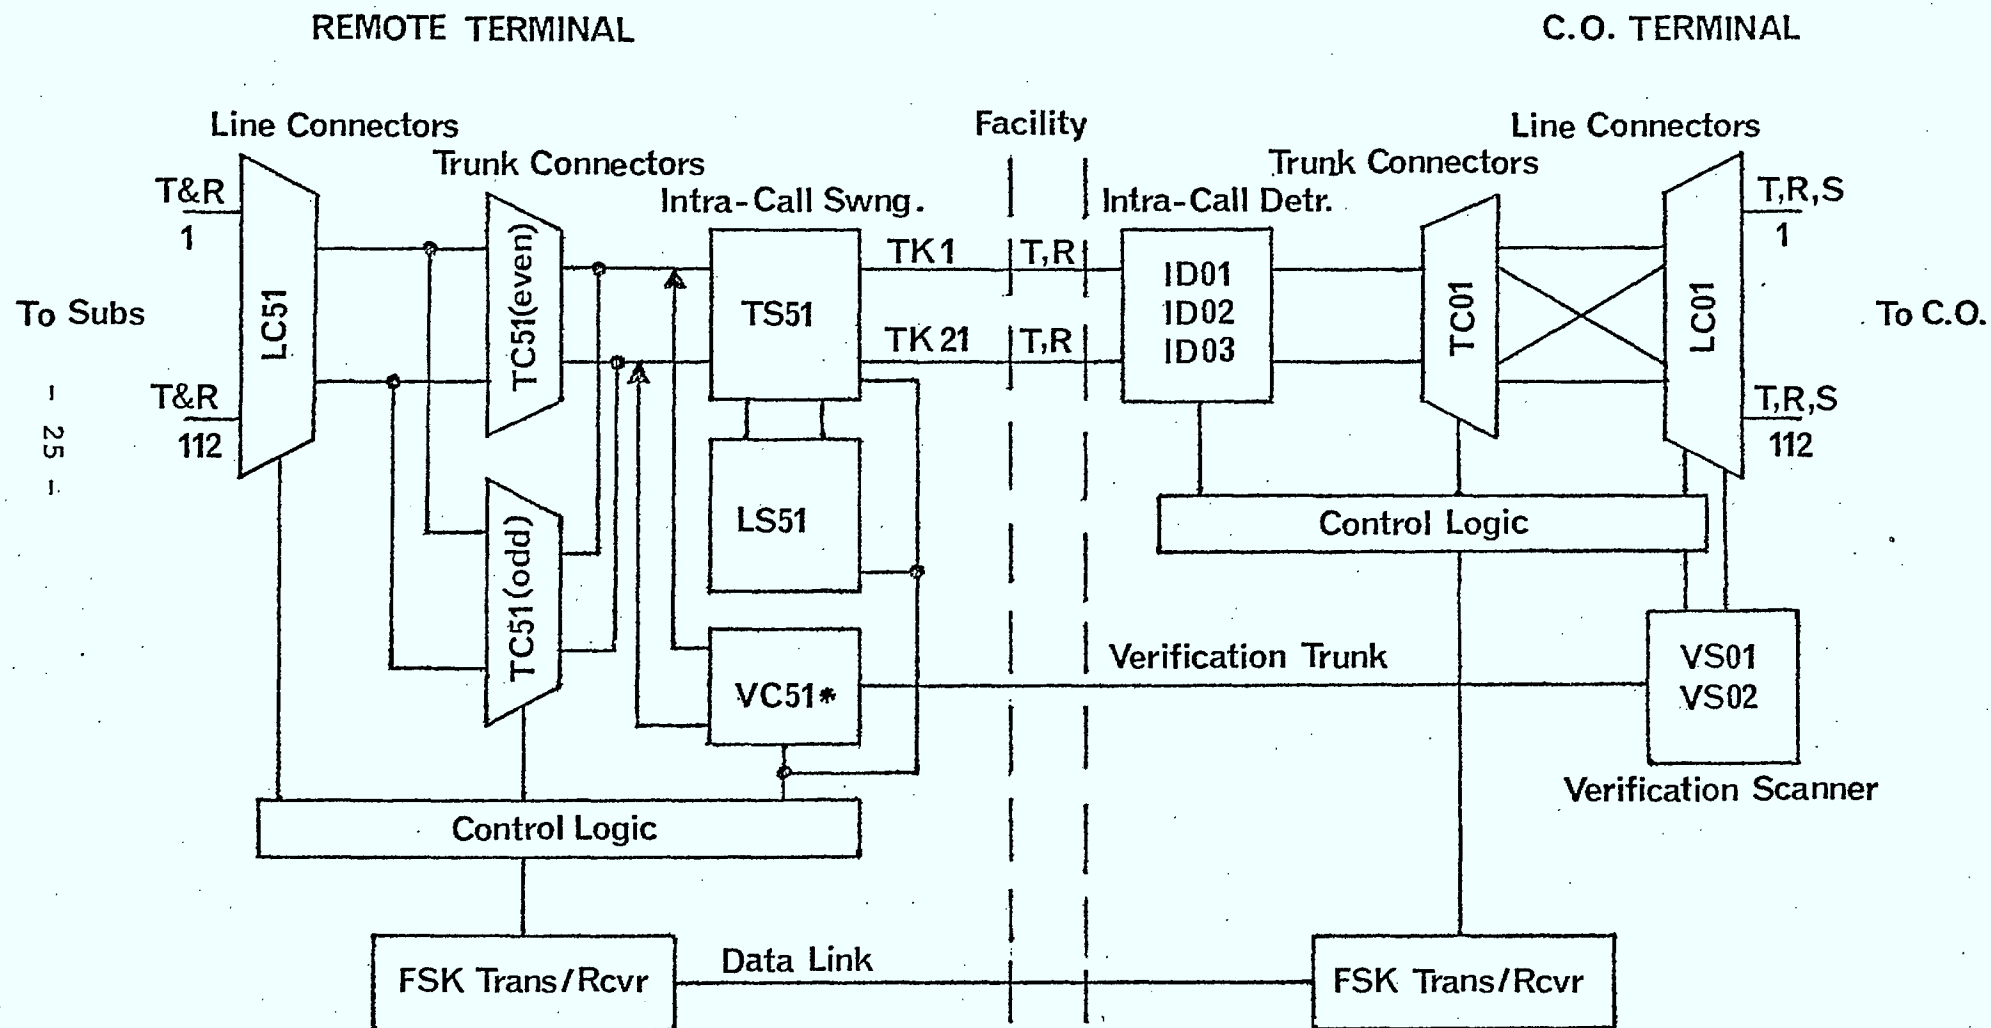 REMOTE TERMINAL
C.O. TERMINAL
Line Connectors
Trunk Connectors
Intra-Call Swng.
Facility
Intra-Call Detr.
Trunk Connectors
Line Connectors
T&R
1
To Subs
T&R
112
LC51
TC51(even)
TC51(odd)
TS51
LS51
VC51*
TK1
T,R
TK21
T,R
ID01
ID02
ID03
TC01
LC01
T,R,S
1
To C.O.
T,R,S
112
- 25 -
Control Logic
Verification Trunk
VS01
VS02
Verification Scanner
Control Logic
FSK Trans/Rcvr
Data Link
FSK Trans/Rcvr